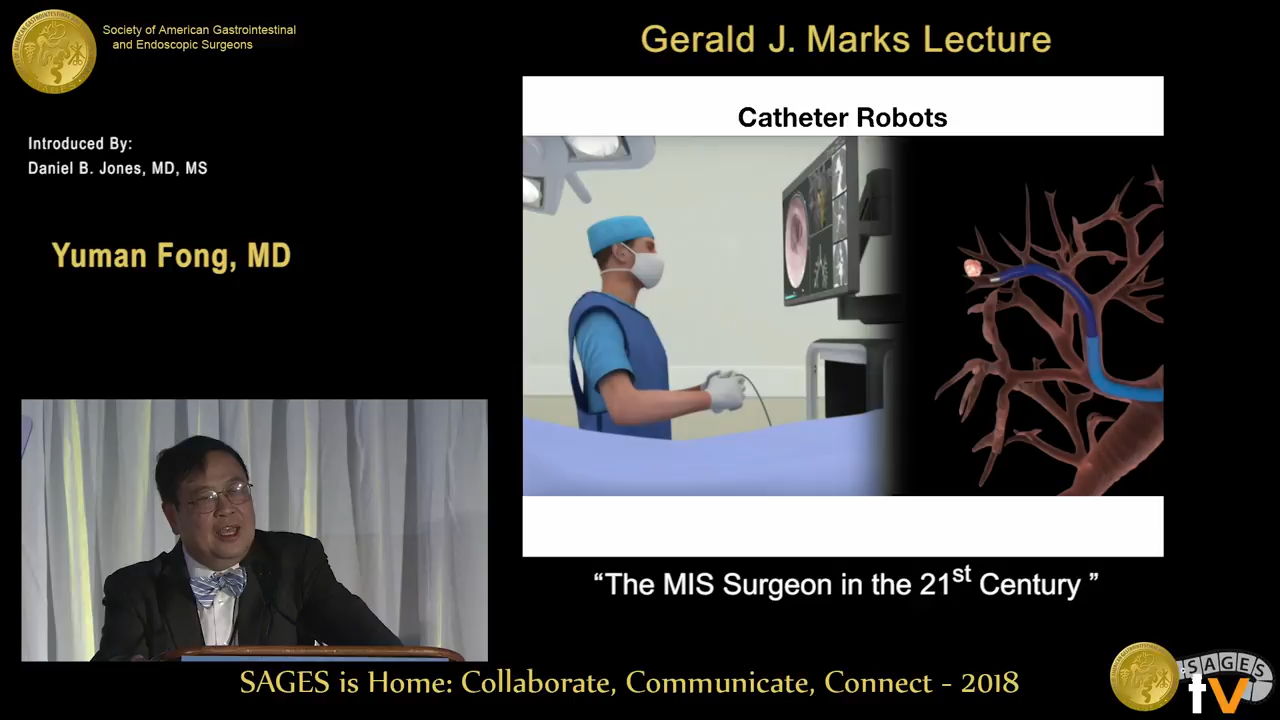 Society of American Gastrointestinal
and Endoscopic Surgeons
Gerald J. Marks Lecture
Introduced By:
Daniel B. Jones, MD, MS
Yuman Fong, MD
Catheter Robots
“The MIS Surgeon in the 21st Century ”
SAGES is Home: Collaborate, Communicate, Connect - 2018
SAGES
tv